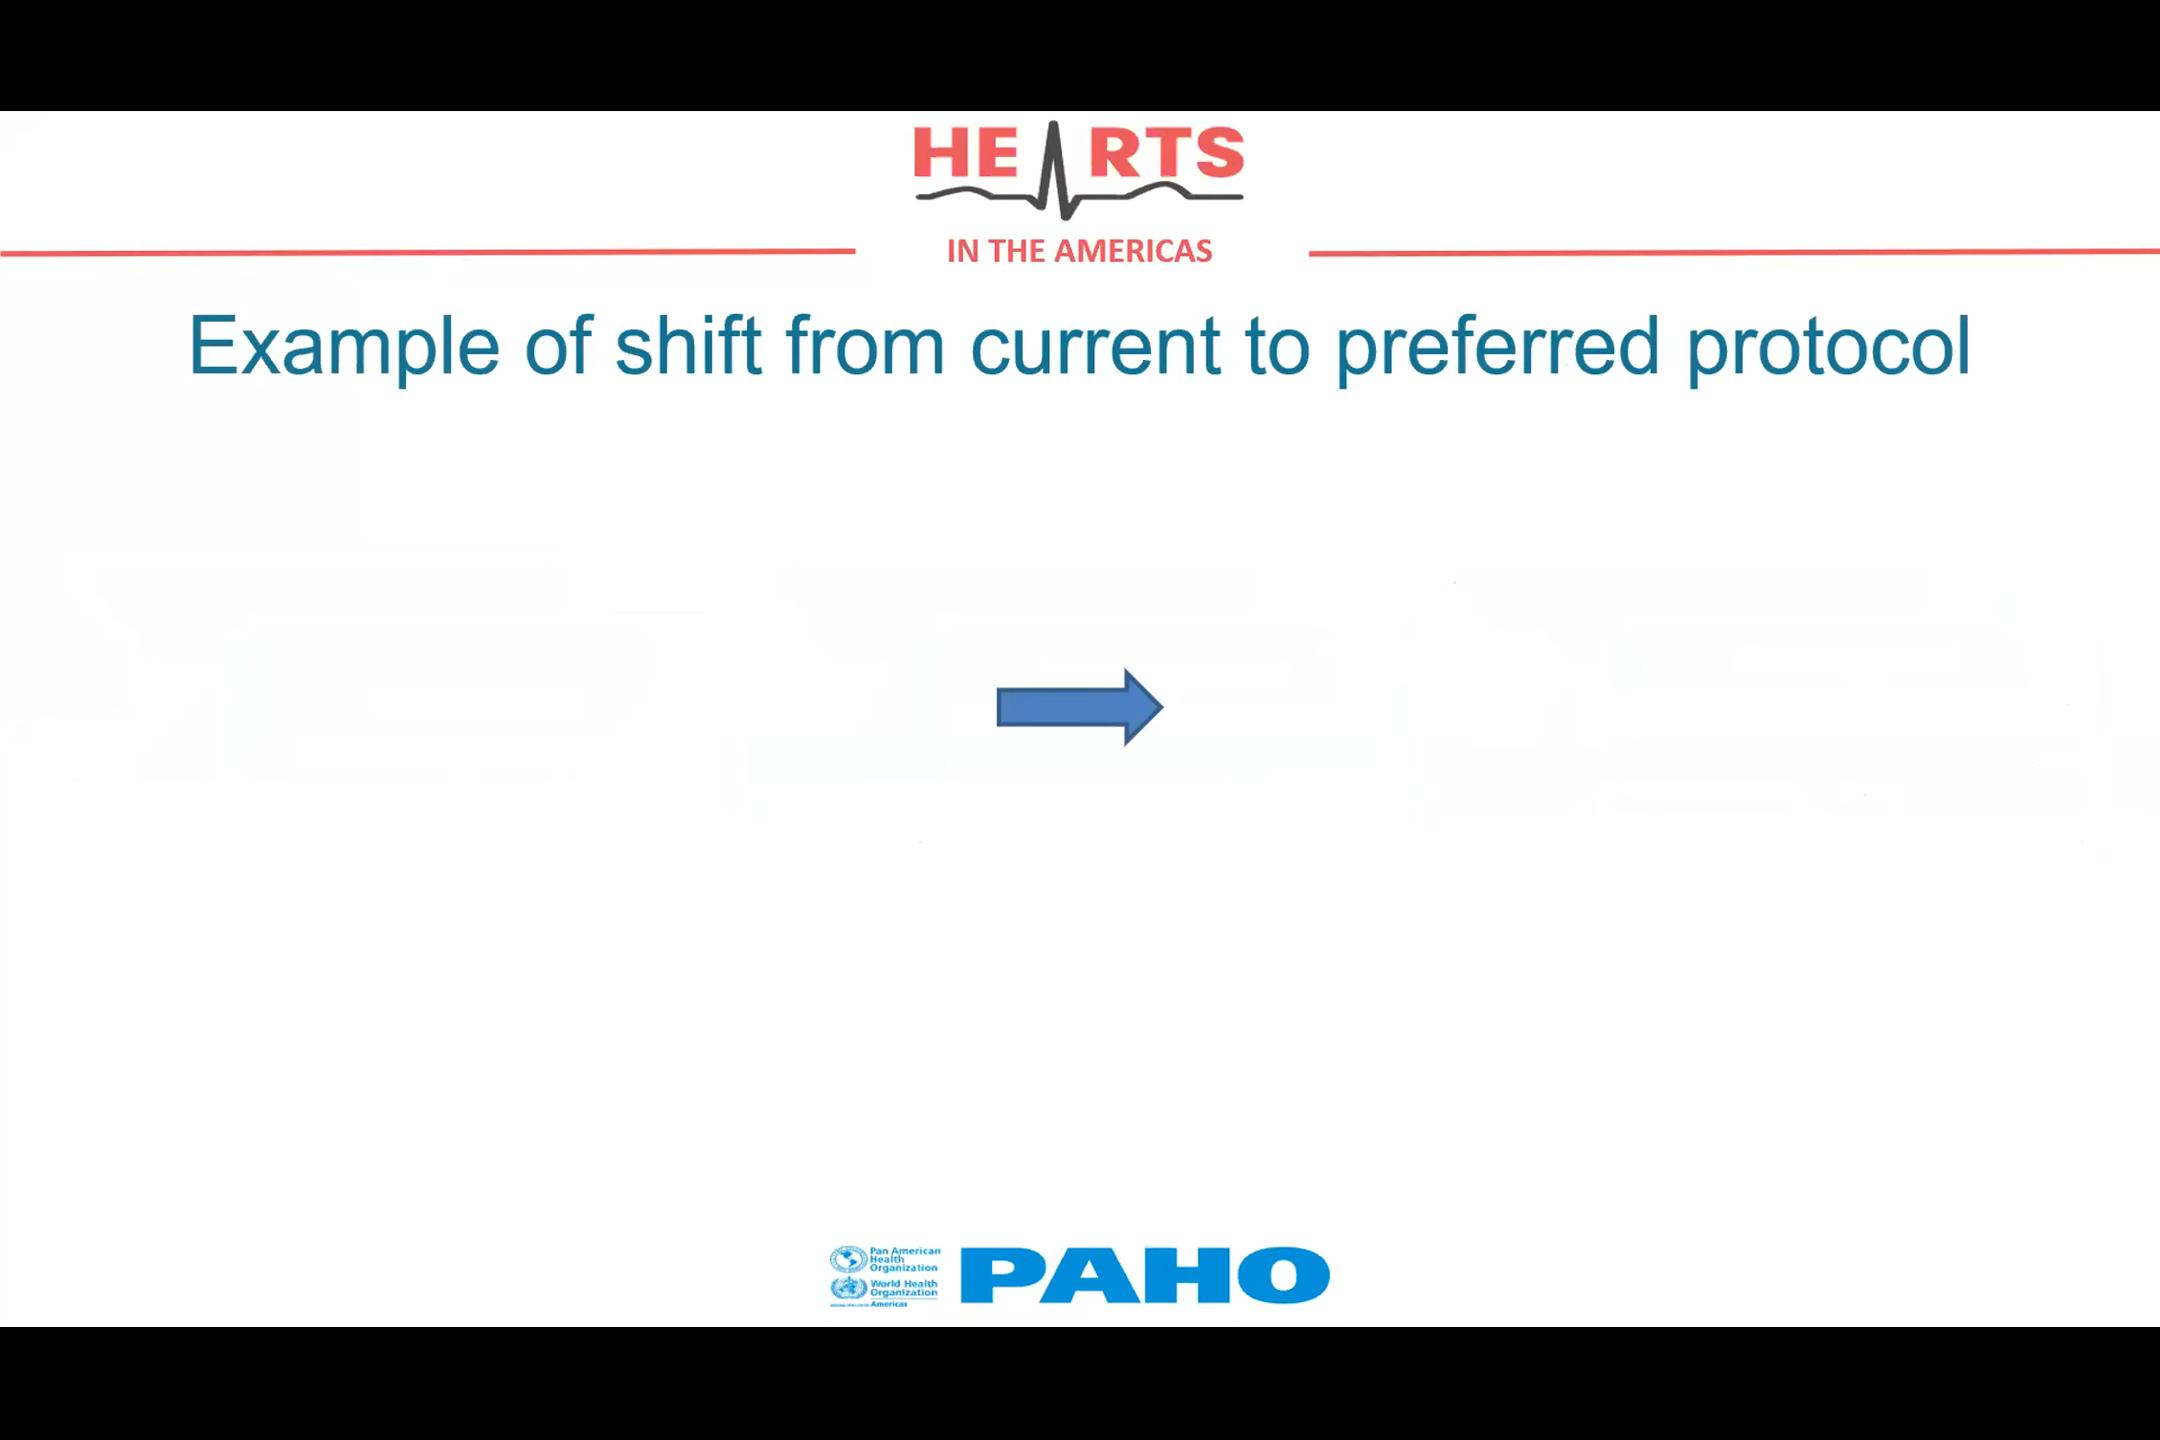 HEARTS
IN THE AMERICAS
Example of shift from current to preferred protocol
Pan American
Health
Organization
World Health
Organization
Americas
PAHO